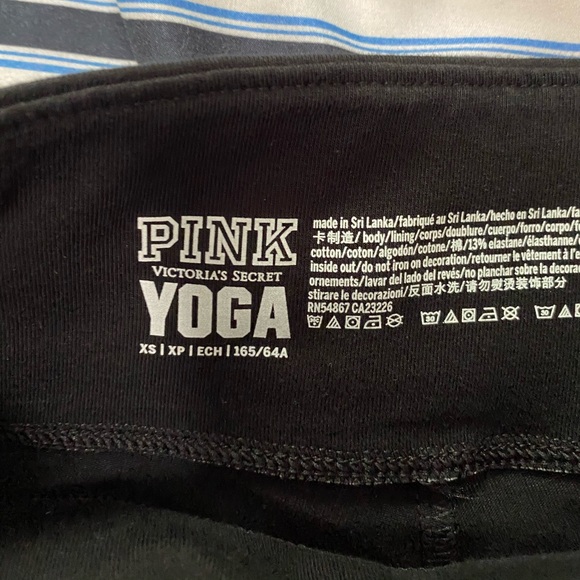 PINK
VICTORIA'S SECRET
YOGA
XS | XP | ECH | 165/64A
made in Sri Lanka/fabriqué au Sri Lanka/hecho en Sri Lanka/
卡制造/body/lining/corps/doublure/cuerpo/forro/corpo/
cotton/coton/algodón/cotone/棉/13% elastane/élasthanne/
inside out/do not iron on decoration/retourner le vêtement à
ornements/lavar del lado del revés/no planchar sobre la
stirare le decorazioni/反面水洗/请勿熨烫装饰部分
RN54867 CA23226